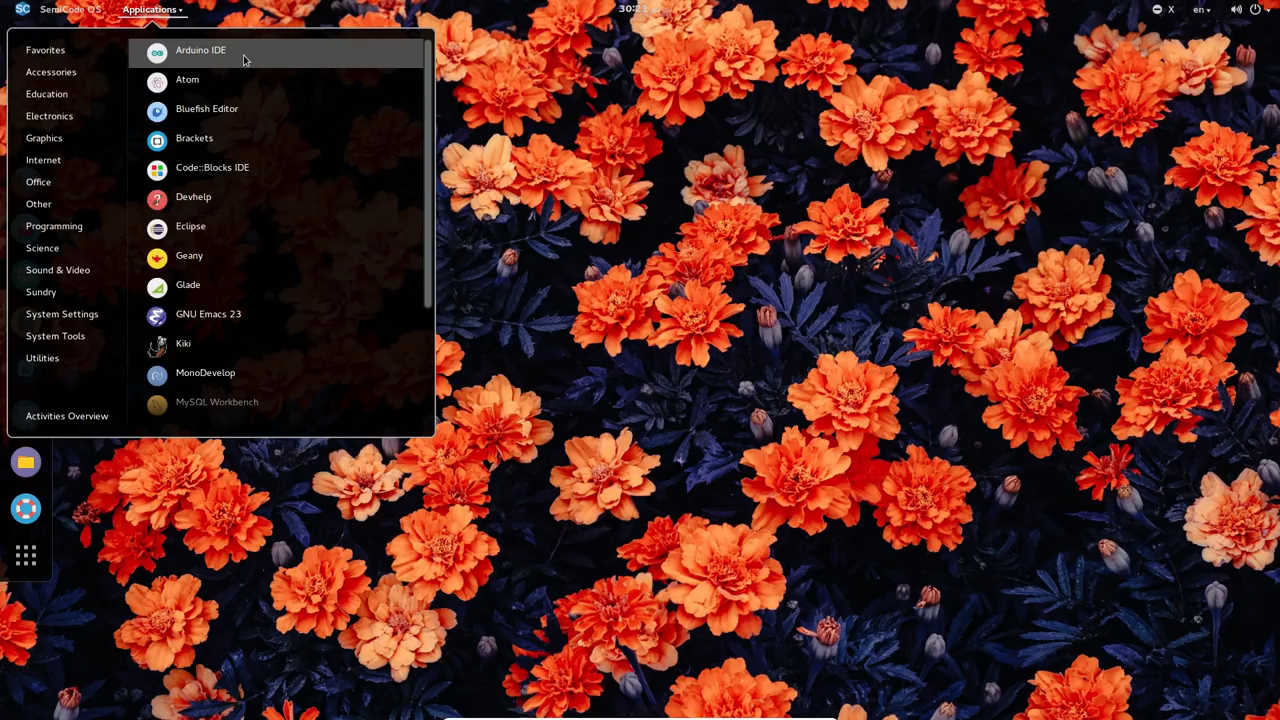 SC SemiCode OS Applications
X en
Favorites
Accessories
Education
Electronics
Graphics
Internet
Office
Other
Programming
Science
Sound & Video
Sundry
System Settings
System Tools
Utilities
Activities Overview
Arduino IDE
Atom
Bluefish Editor
Brackets
Code::Blocks IDE
Devhelp
Eclipse
Geany
Glade
GNU Emacs 23
Kiki
MonoDevelop
MySQL Workbench